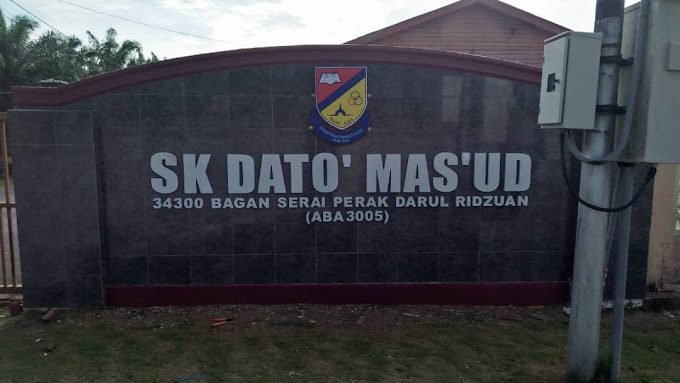 SK DATO' MAS'UD
34300 BAGAN SERAI PERAK DARUL RIDZUAN
(ABA3005)